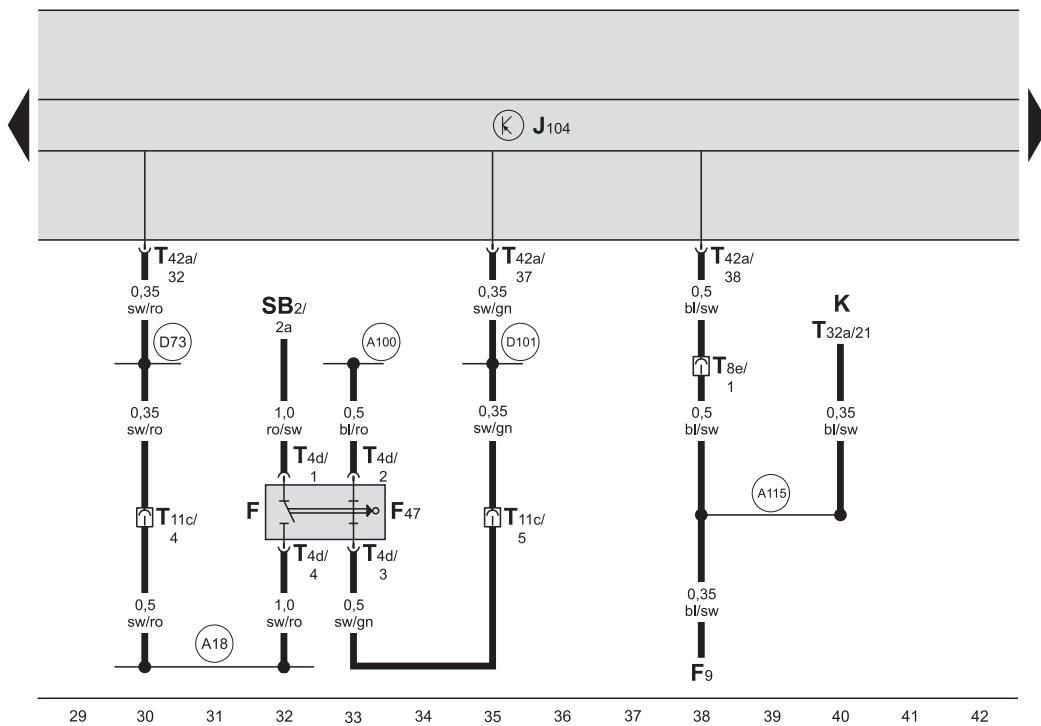 J104
T42a/
32
T42a/
37
T42a/
38
0,35
sw/ro
SB2/
2a
0,35
sw/gn
0,5
bl/sw
K
T32a/21
D73
A100
D101
T8e/
1
0,35
sw/ro
1,0
ro/sw
0,5
bl/ro
0,35
sw/gn
0,5
bl/sw
0,35
bl/sw
T4d/
1
T4d/
2
A115
F
F47
T11c/
4
T11c/
5
T4d/
4
T4d/
3
0,5
sw/ro
1,0
sw/ro
0,5
sw/gn
0,35
bl/sw
A18
F9
29 30 31 32 33 34 35 36 37 38 39 40 41 42